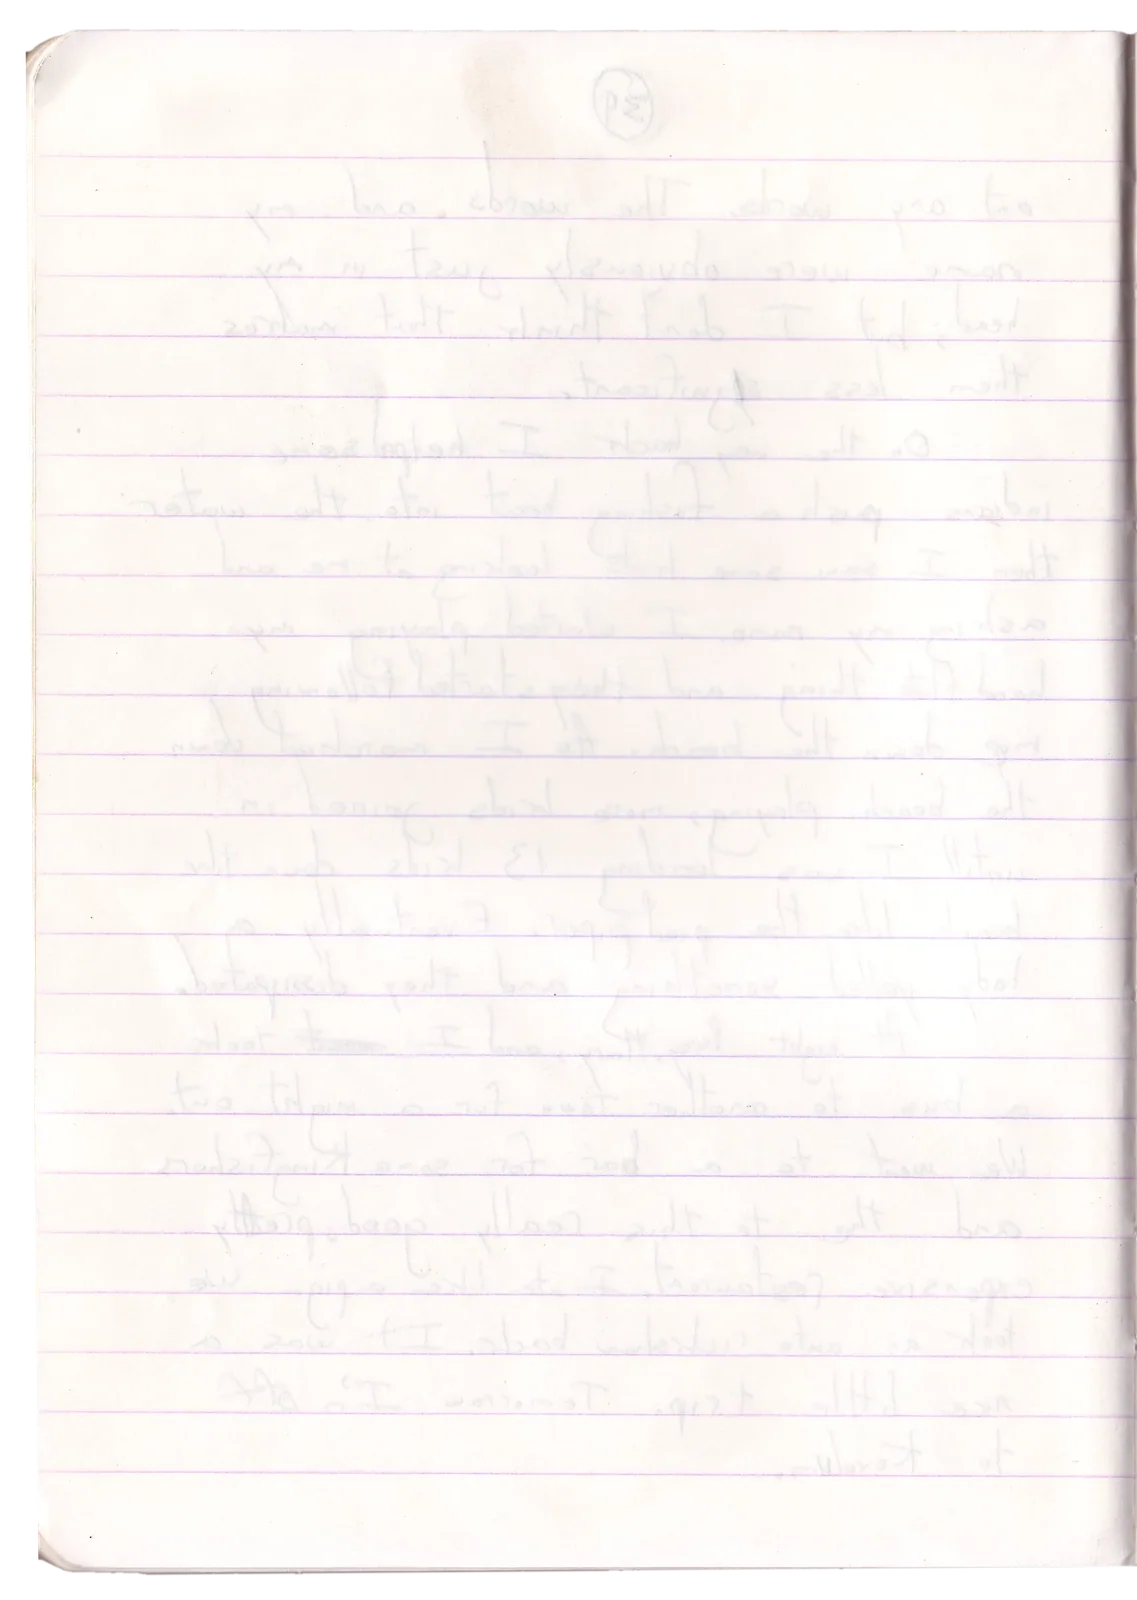 39
out any words. The words, and my
name were obviously just in my
head, but I don't think that makes
them less significant.
On the way back I helped some
indians push a fishing boat into the water
then I saw some kids looking at me and
asking my name. I started playing my
hand flute thing and they started following
me down the beach. As I marched down
the beach playing, more kids joined in
untill I was leading 13 kids down the
beach like the pied piper. Eventually a
lady yelled something and they dissipated.
At night and I took
a bus to another town for a night out.
We went to a bar for some Kingfishers
and the to this really good, pretty
expensive restaurant. I ate like a pig. We
took an auto rickshaw back. It was a
nice little trip. Tomorrow I'm off
to